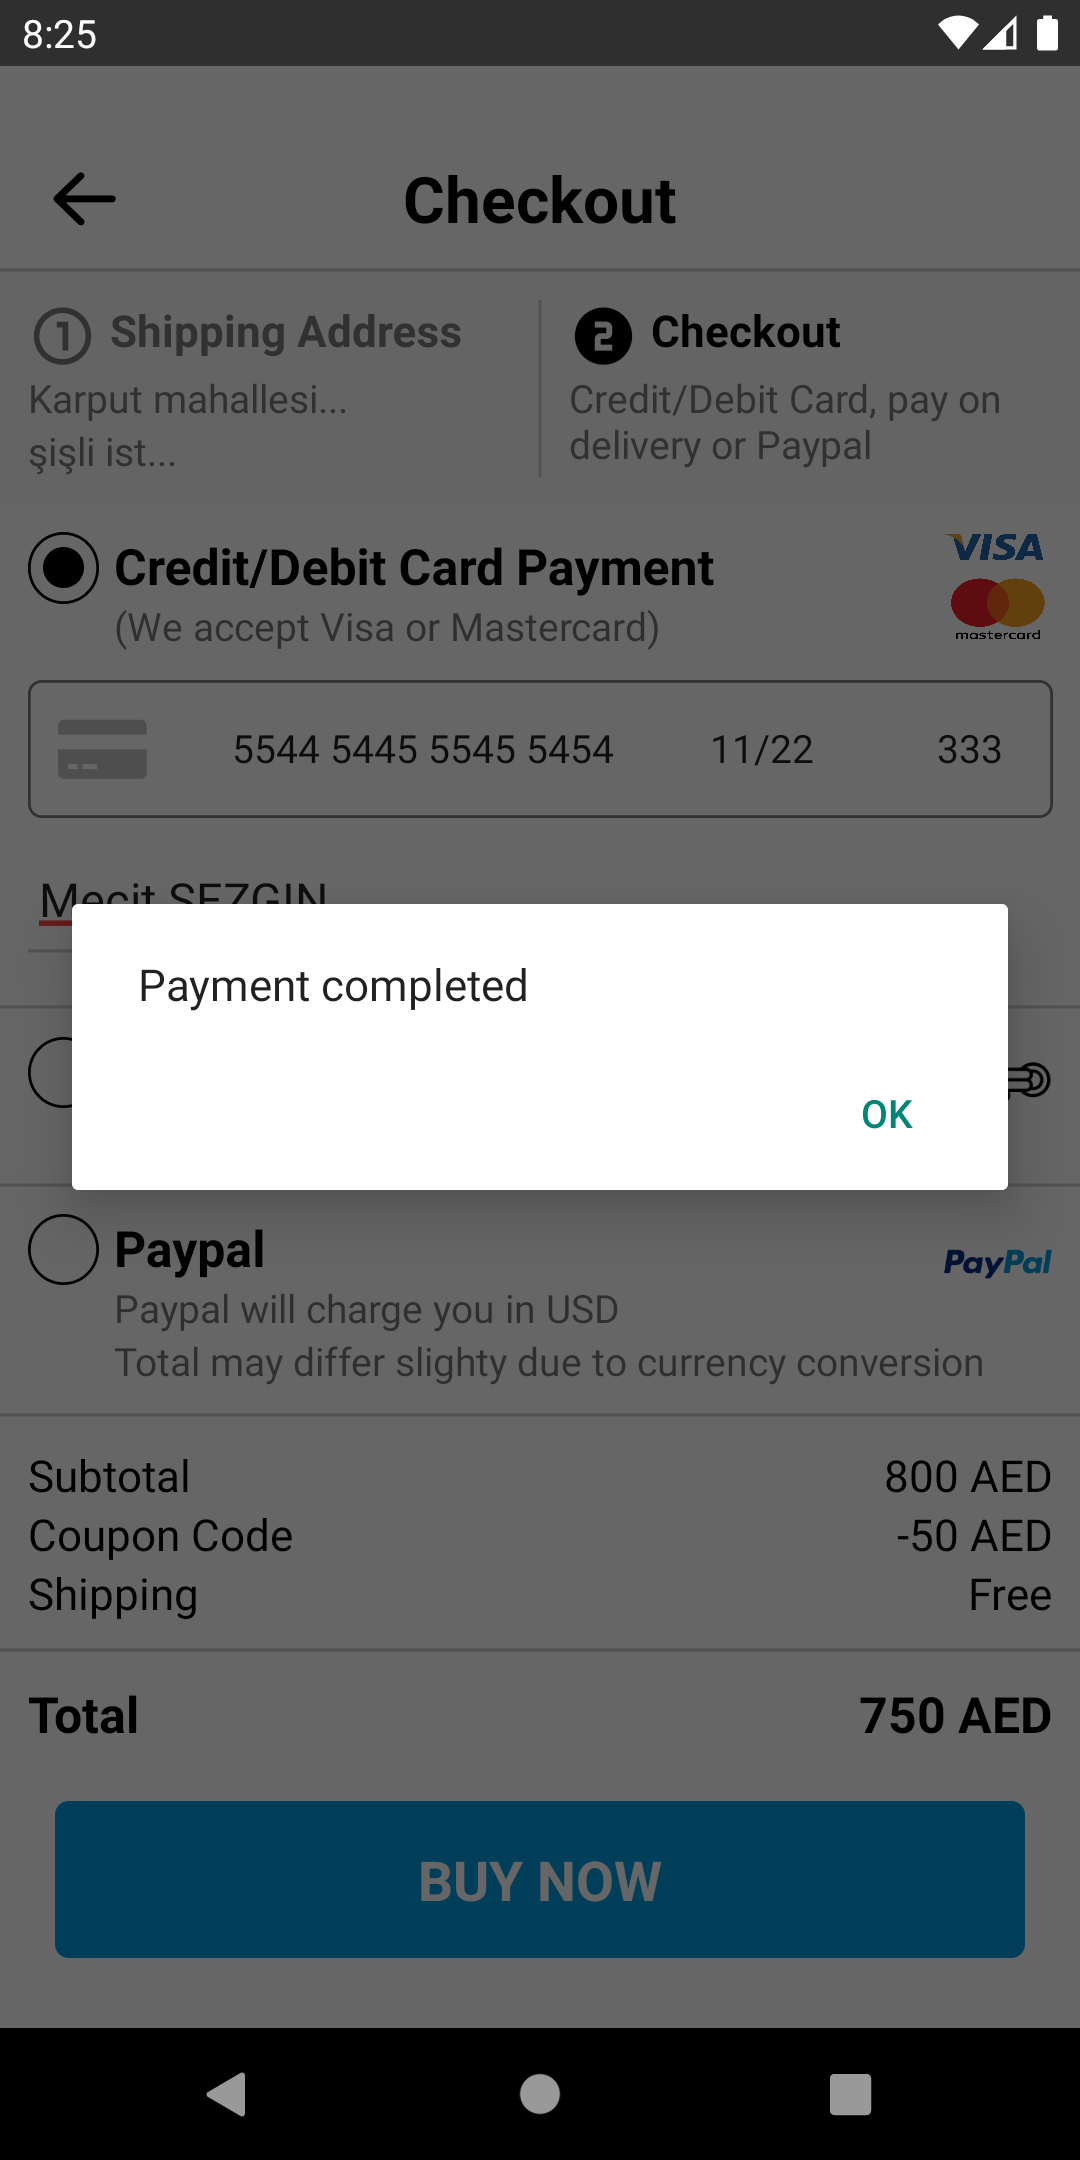 8:25
Checkout
1 Shipping Address
Karput mahallesi...
şişli ist...
2 Checkout
Credit/Debit Card, pay on
delivery or Paypal
Credit/Debit Card Payment
(We accept Visa or Mastercard)
VISA
mastercard
5544 5445 5545 5454 11/22 333
Mecit SEZGIN
Payment completed
OK
Paypal
PayPal
Paypal will charge you in USD
Total may differ slighty due to currency conversion
Subtotal 800 AED
Coupon Code -50 AED
Shipping Free
Total 750 AED
BUY NOW